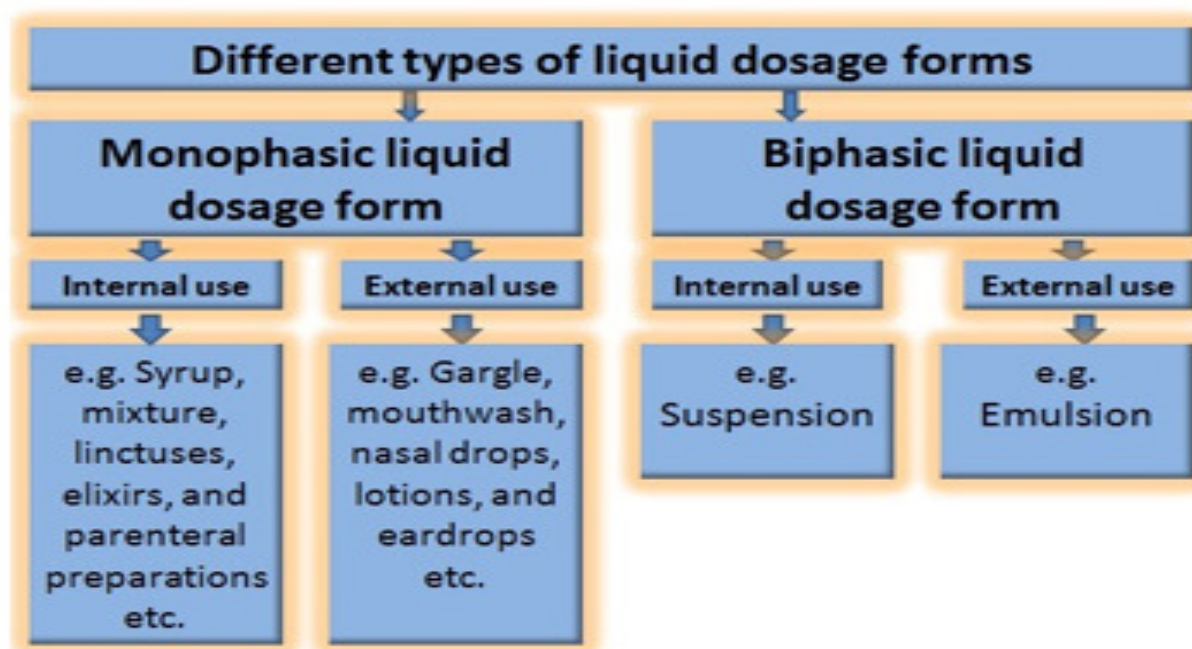 Different types of liquid dosage forms
Monophasic liquid
dosage form
Biphasic liquid
dosage form
Internal use
External use
Internal use
External use
e.g. Syrup,
mixture,
linctuses,
elixirs, and
parenteral
preparations
etc.
e.g. Gargle,
mouthwash,
nasal drops,
lotions, and
eardrops
etc.
e.g.
Suspension
e.g.
Emulsion